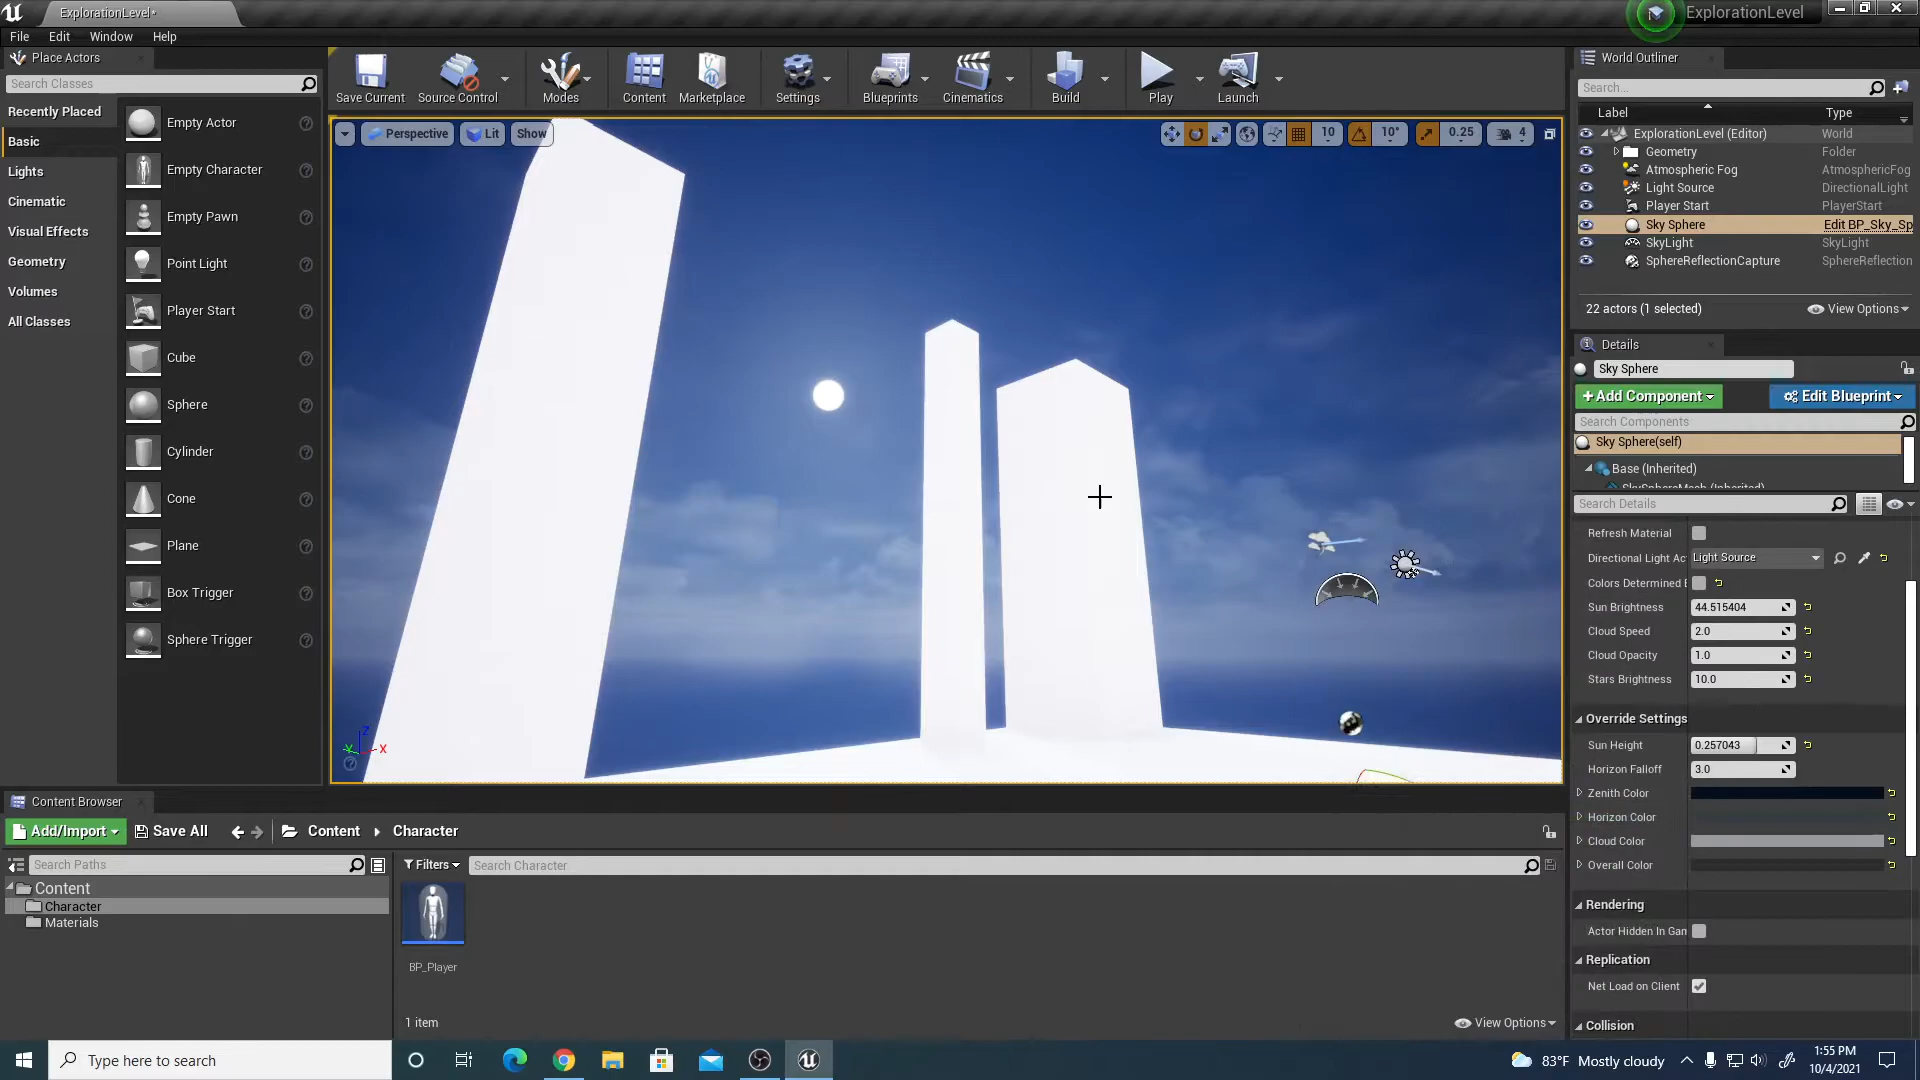 ExplorationLevel*
ExplorationLevel
File Edit Window Help
Place Actors
Search Classes
Recently Placed
Basic
Lights
Cinematic
Visual Effects
Geometry
Volumes
All Classes
Empty Actor
Empty Character
Empty Pawn
Point Light
Player Start
Cube
Sphere
Cylinder
Cone
Plane
Box Trigger
Sphere Trigger
Save Current Source Control Modes Content Marketplace Settings Blueprints Cinematics Build Play Launch
Perspective Lit Show
10 10° 0.25 4
Z
Y X
World Outliner
Search...
Label Type
ExplorationLevel (Editor) World
Geometry Folder
Atmospheric Fog AtmosphericFog
Light Source DirectionalLight
Player Start PlayerStart
Sky Sphere Edit BP_Sky_Sp
SkyLight SkyLight
SphereReflectionCapture SphereReflection
22 actors (1 selected) View Options
Details
Sky Sphere
+Add Component Edit Blueprint
Search Components
Sky Sphere(self)
Base (Inherited)
SkySphereMesh (Inherited)
Search Details
Refresh Material
Directional Light Ac Light Source
Colors Determined B
Sun Brightness 44.515404
Cloud Speed 2.0
Cloud Opacity 1.0
Stars Brightness 10.0
Override Settings
Sun Height 0.257043
Horizon Falloff 3.0
Zenith Color
Horizon Color
Cloud Color
Overall Color
Rendering
Actor Hidden In Gam
Replication
Net Load on Client
Collision
Content Browser
Add/Import Save All Content Character
Search Paths
Content
Character
Materials
Filters Search Character
BP_Player
1 item View Options
Type here to search
83°F Mostly cloudy
1:55 PM
10/4/2021